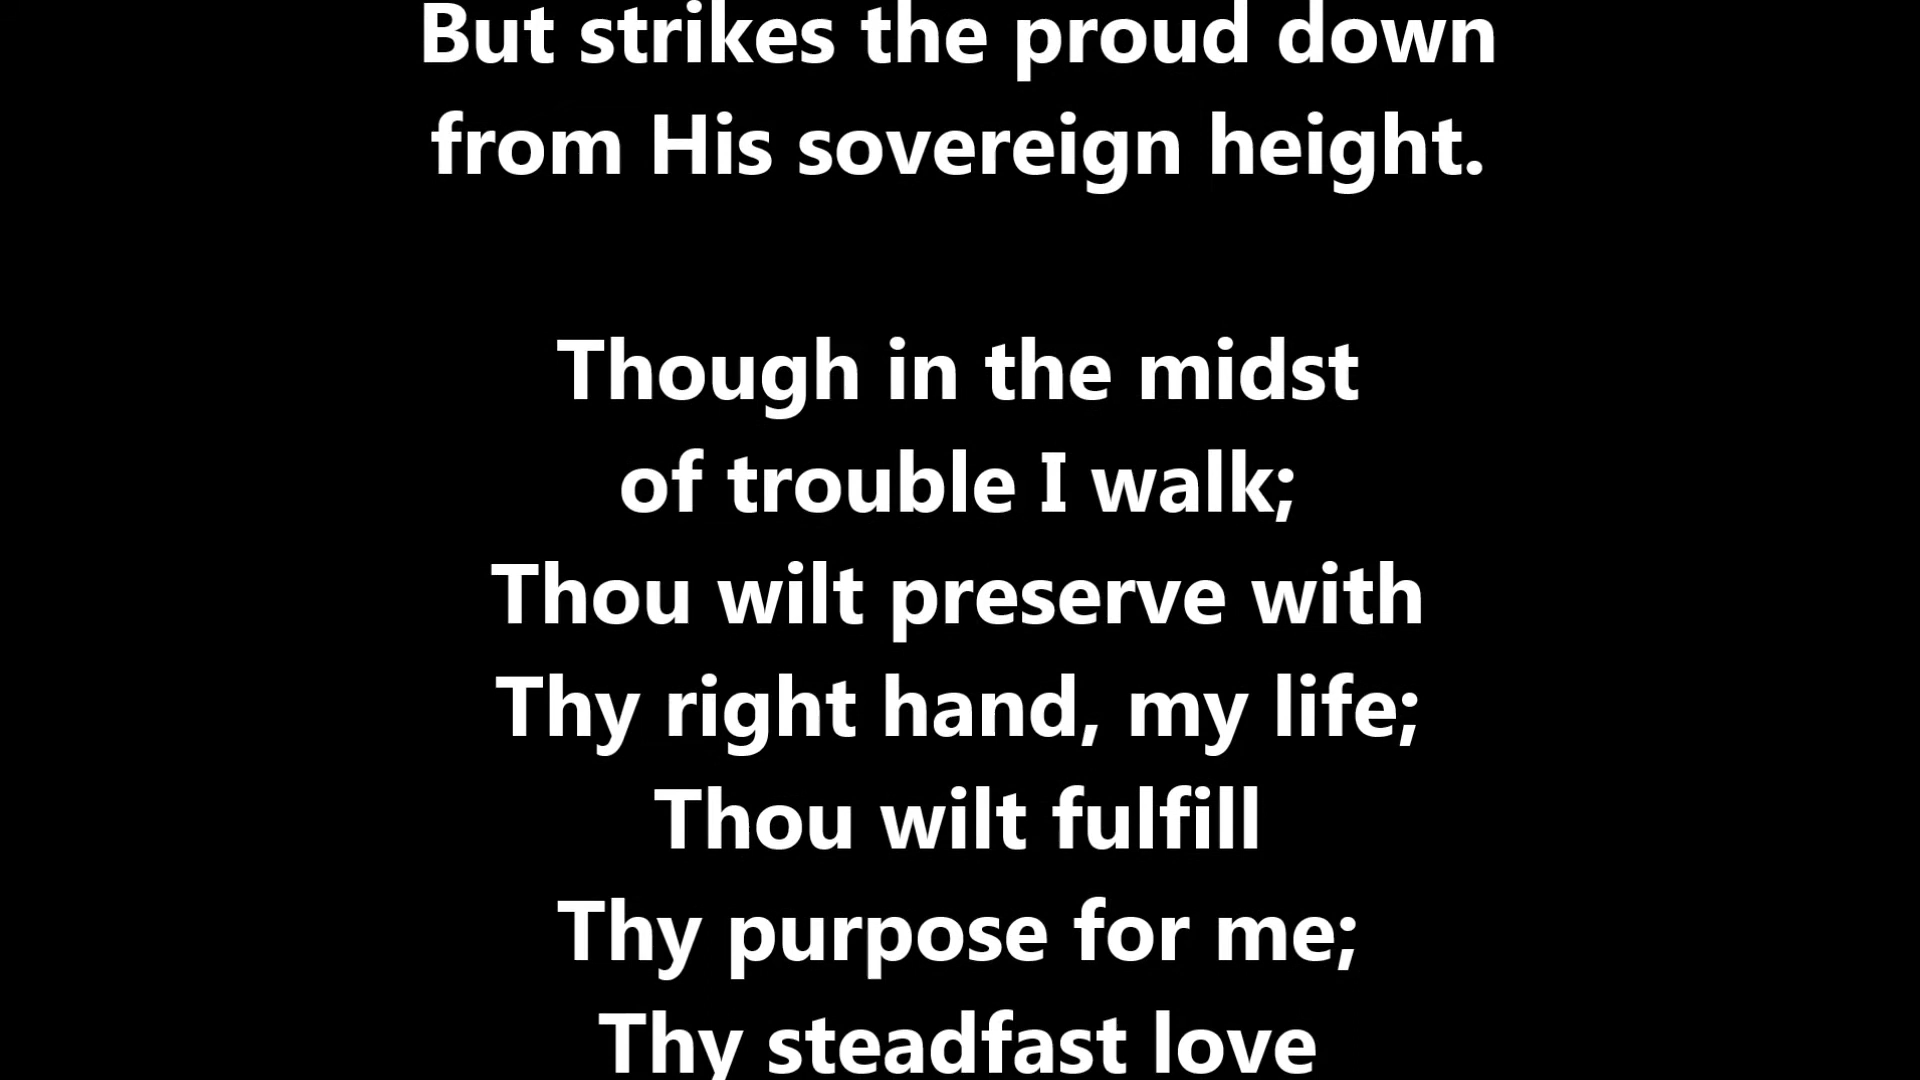 But strikes the proud down
from His sovereign height.
Though in the midst
of trouble I walk;
Thou wilt preserve with
Thy right hand, my life;
Thou wilt fulfill
Thy purpose for me;
Thy steadfast love